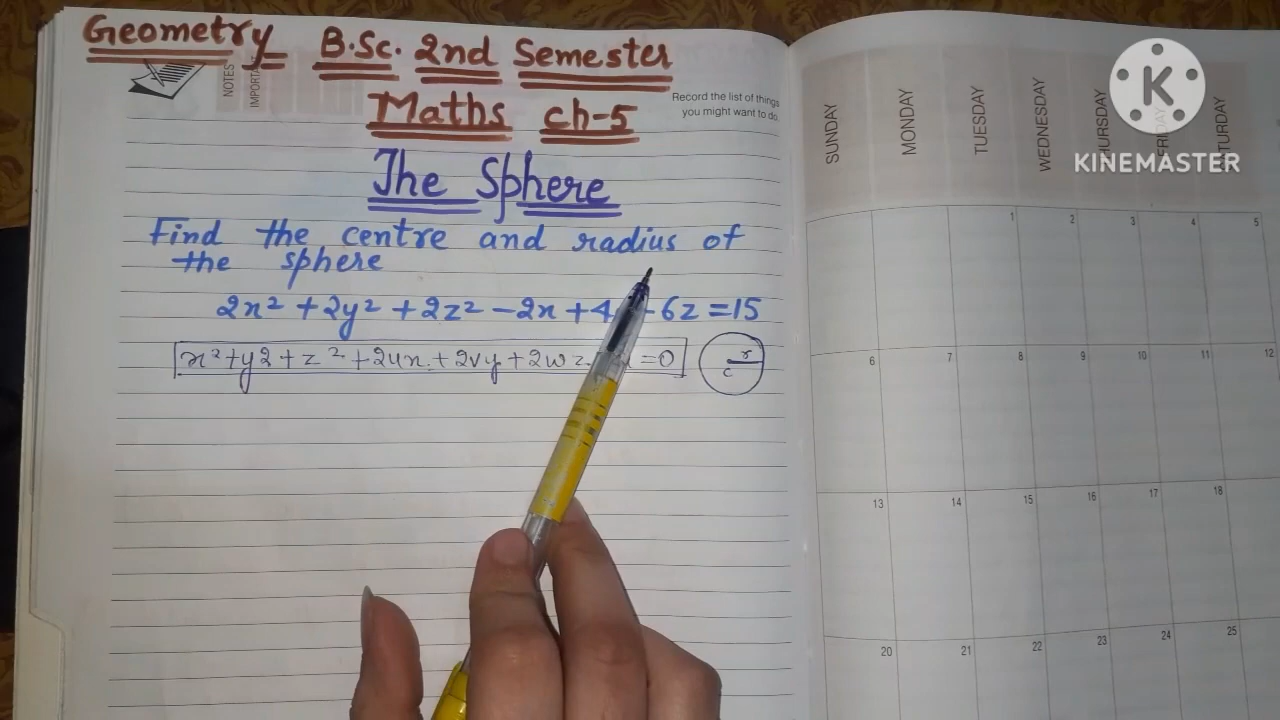 Geometry B.Sc. 2nd Semester
NOTES
Maths ch-5
Record the list of things
you might want to do.
The Sphere
Find the centre and radius of
the sphere
2x² + 2y² + 2z² - 2x + 4 - 6z = 15
x² + y2 + z² + 2ux + 2vy + 2wz = 0
r
c
KINEMASTER
SUNDAY MONDAY TUESDAY WEDNESDAY
1 2 3 4 5
6 7 8 9 10 11 12
13 14 15 16 17 18
20 21 22 23 24 25